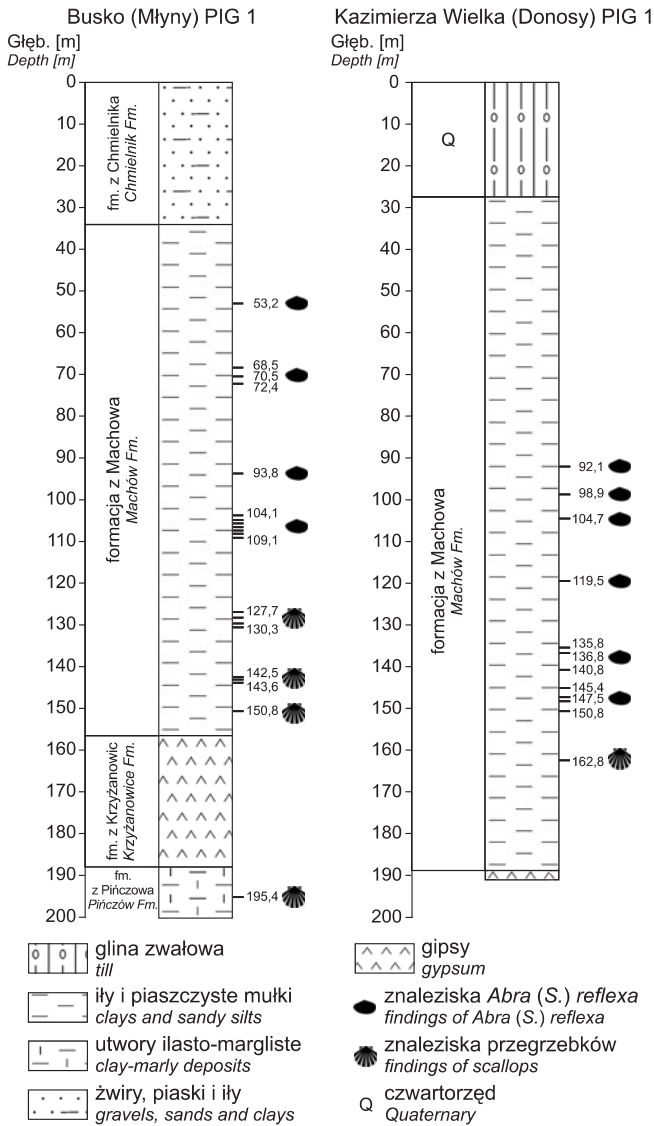 Busko (Młyny) PIG 1
Głęb. [m]
Depth [m]
0
10
20
30
40
50
60
70
80
90
100
110
120
130
140
150
160
170
180
190
200
fm. z Chmielnika
Chmielnik Fm.
formacja z Machowa
Machów Fm.
fm. z Krzyżanowic
Krzyżanowice Fm.
fm.
z Pińczowa
Pińczów Fm.
53,2
68,5
70,5
72,4
93,8
104,1
109,1
127,7
130,3
142,5
143,6
150,8
195,4
Kazimierza Wielka (Donosy) PIG 1
Głęb. [m]
Depth [m]
0
10
20
30
40
50
60
70
80
90
100
110
120
130
140
150
160
170
180
190
200
Q
formacja z Machowa
Machów Fm.
92,1
98,9
104,7
119,5
135,8
136,8
140,8
145,4
147,5
150,8
162,8
glina zwałowa
till
iły i piaszczyste mułki
clays and sandy silts
utwory ilasto-margliste
clay-marly deposits
żwiry, piaski i iły
gravels, sands and clays
gipsy
gypsum
znaleziska Abra (S.) reflexa
findings of Abra (S.) reflexa
znaleziska przegrzebków
findings of scallops
Q czwartorzęd
Quaternary